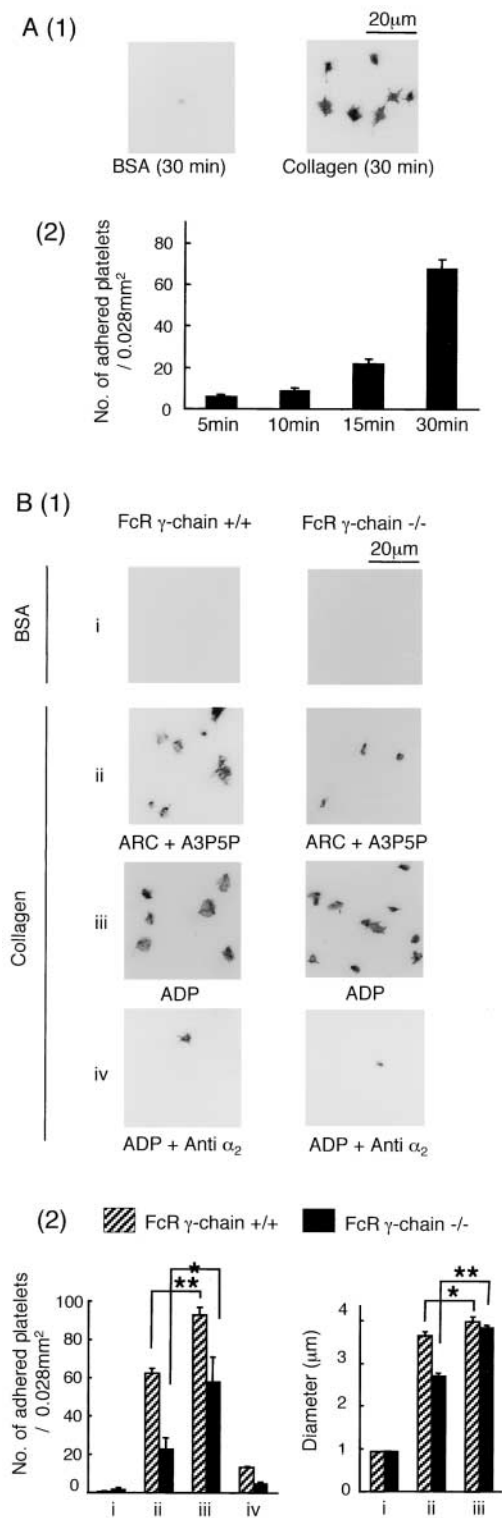 A (1)
20μm
BSA (30 min)
Collagen (30 min)
(2)
No. of adhered platelets / 0.028mm²
80
60
40
20
0
5min 10min 15min 30min
B (1)
FcR γ-chain +/+ FcR γ-chain -/-
20μm
BSA
i
Collagen
ii
ARC + A3P5P ARC + A3P5P
iii
ADP ADP
iv
ADP + Anti α₂ ADP + Anti α₂
(2) FcR γ-chain +/+ FcR γ-chain -/-
No. of adhered platelets / 0.028mm²
100
80
60
40
20
0
* 
**
i ii iii iv
Diameter (μm)
4
3
2
1
0
**
*
i ii iii